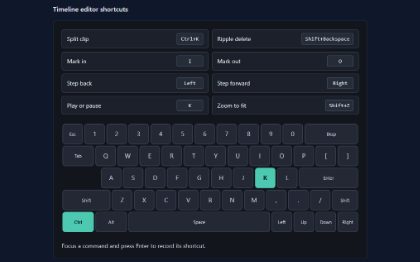 Timeline editor shortcuts
Split clip Ctrl+K Ripple delete Shift+Backspace
Mark in I Mark out O
Step back Left Step forward Right
Play or pause K Zoom to fit Shift+Z
1 2 3 4 5 6 7 8 9 0
Tab Q W E R T Y U I O P [ ]
A S D F G H J K L Enter
Shift Z X C V B N M , . / Shift
Ctrl Alt Space Left Up Down Right
Focus a command and press Enter to record its shortcut.